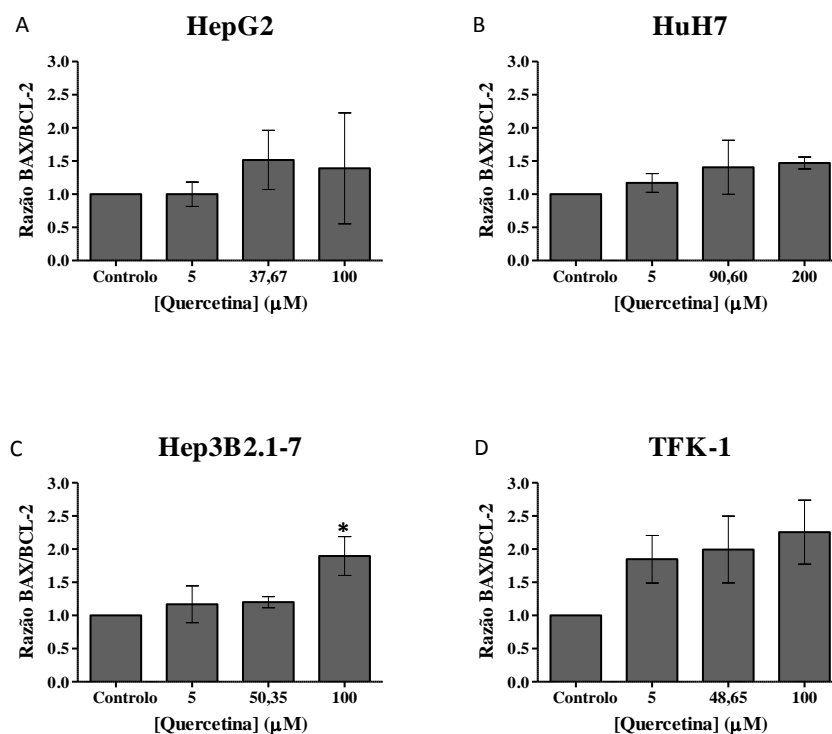 A
HepG2
Razão BAX/BCL-2
3.0
2.5
2.0
1.5
1.0
0.5
0.0
Controlo 5 37,67 100
[Quercetina] (μM)
B
HuH7
Razão BAX/BCL-2
3.0
2.5
2.0
1.5
1.0
0.5
0.0
Controlo 5 90,60 200
[Quercetina] (μM)
C
Hep3B2.1-7
Razão BAX/BCL-2
3.0
2.5
2.0
1.5
1.0
0.5
0.0
*
Controlo 5 50,35 100
[Quercetina] (μM)
D
TFK-1
Razão BAX/BCL-2
3.0
2.5
2.0
1.5
1.0
0.5
0.0
Controlo 5 48,65 100
[Quercetina] (μM)